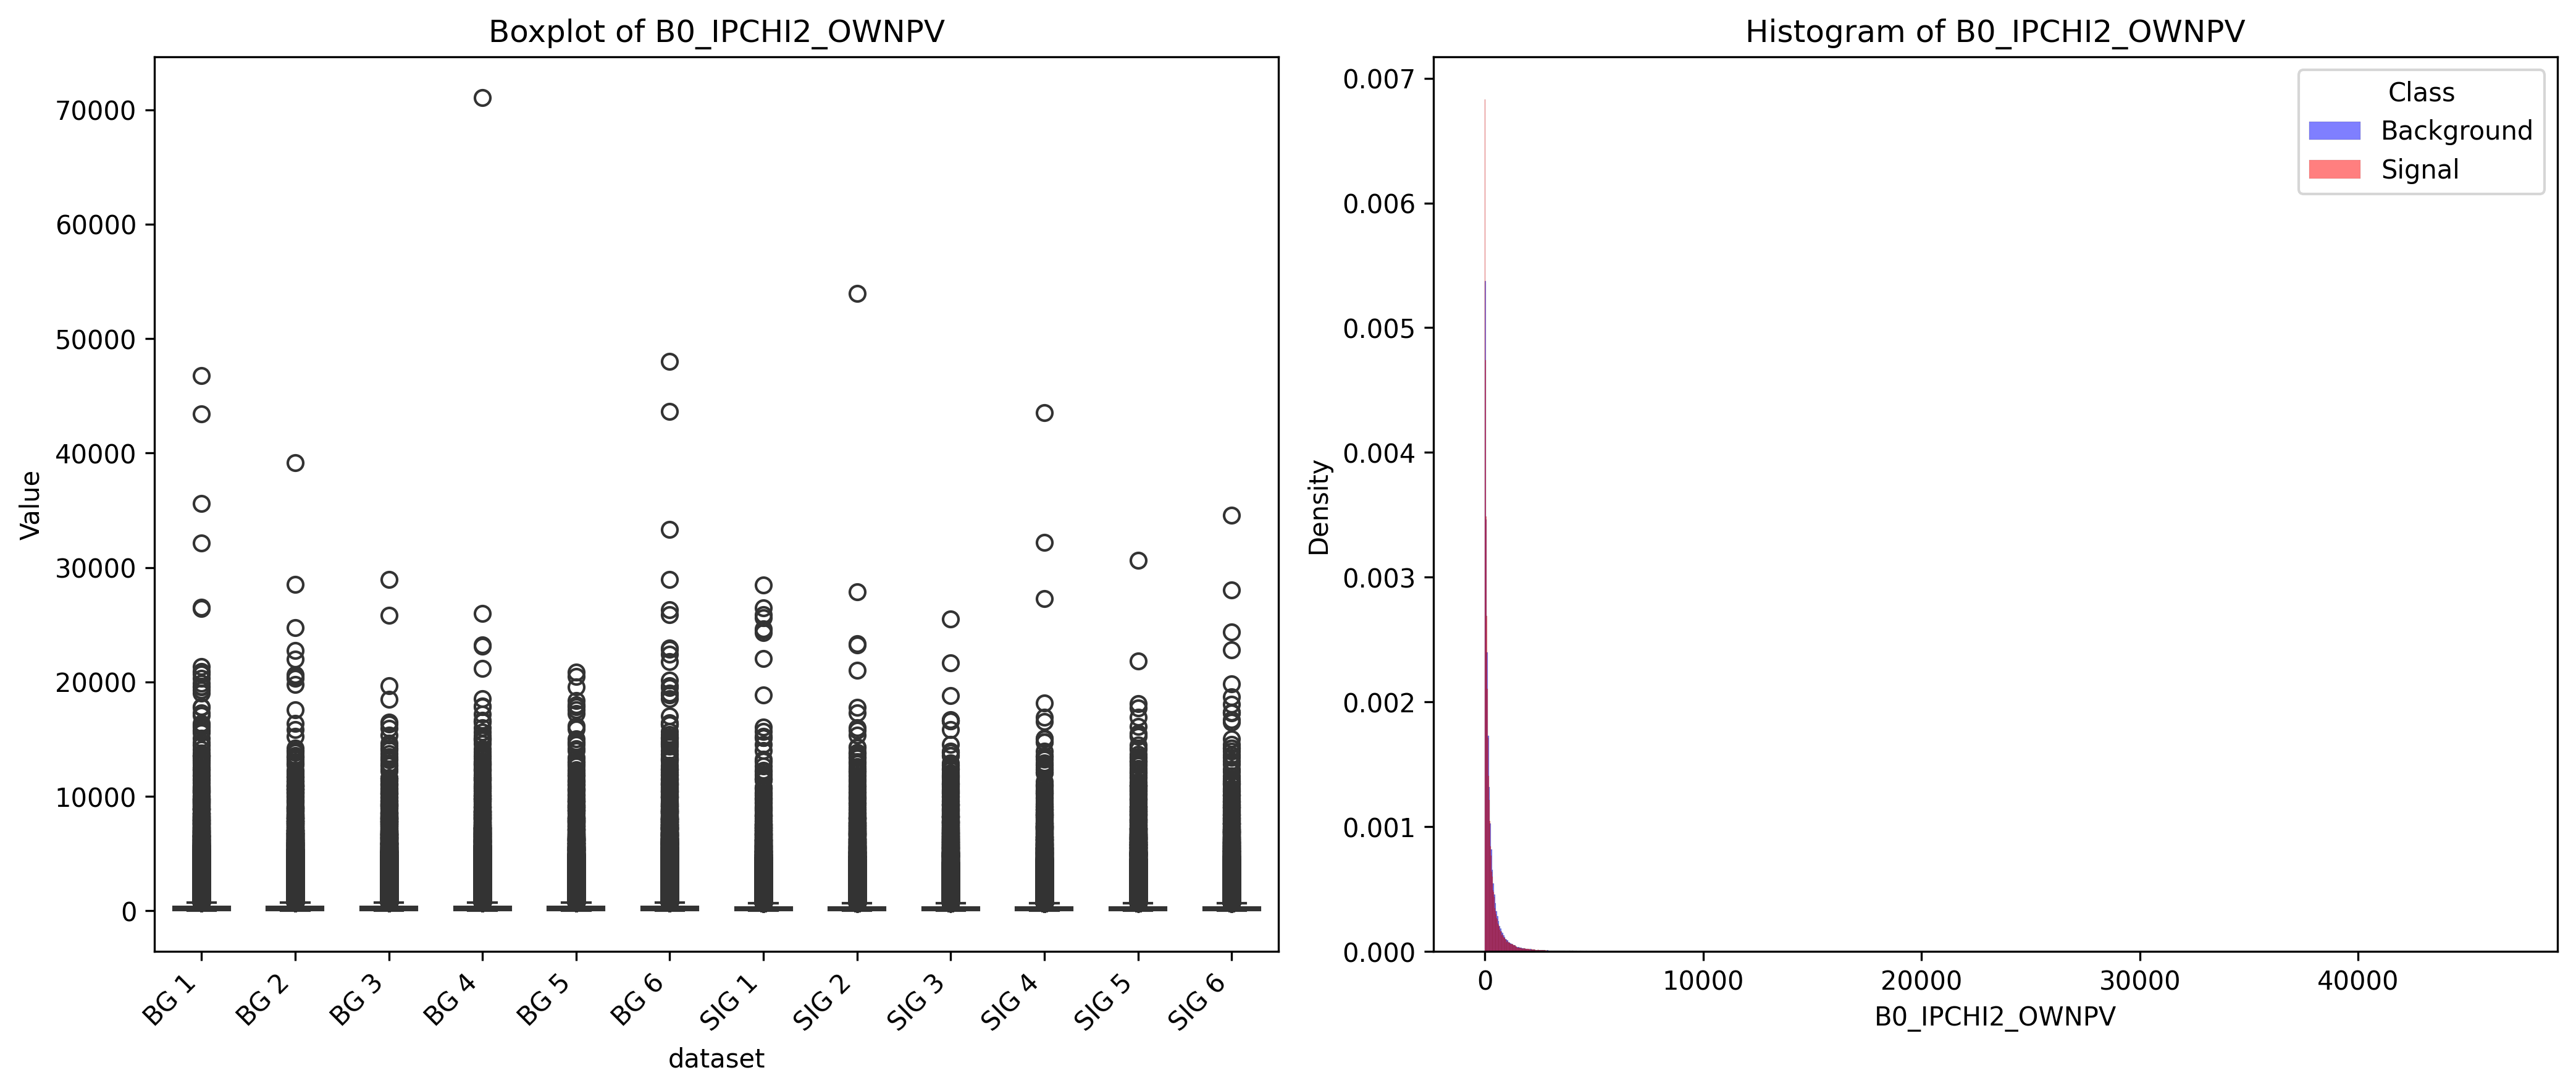 Boxplot of B0_IPCHI2_OWNPV
Value
70000
60000
50000
40000
30000
20000
10000
0
BG 1
BG 2
BG 3
BG 4
BG 5
BG 6
SIG 1
SIG 2
SIG 3
SIG 4
SIG 5
SIG 6
dataset
Histogram of B0_IPCHI2_OWNPV
Density
0.007
0.006
0.005
0.004
0.003
0.002
0.001
0.000
0
10000
20000
30000
40000
B0_IPCHI2_OWNPV
Class
Background
Signal